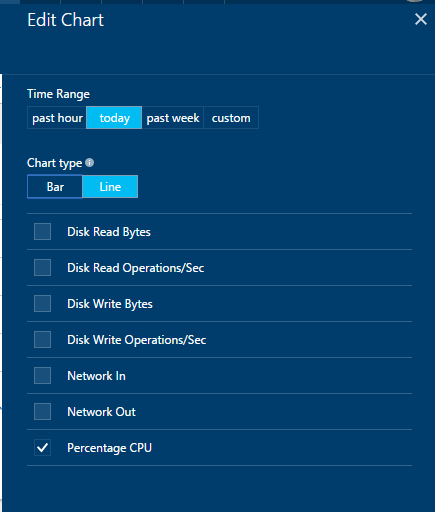 Edit Chart
Time Range
past hour today past week custom
Chart type
Bar Line
Disk Read Bytes
Disk Read Operations/Sec
Disk Write Bytes
Disk Write Operations/Sec
Network In
Network Out
Percentage CPU